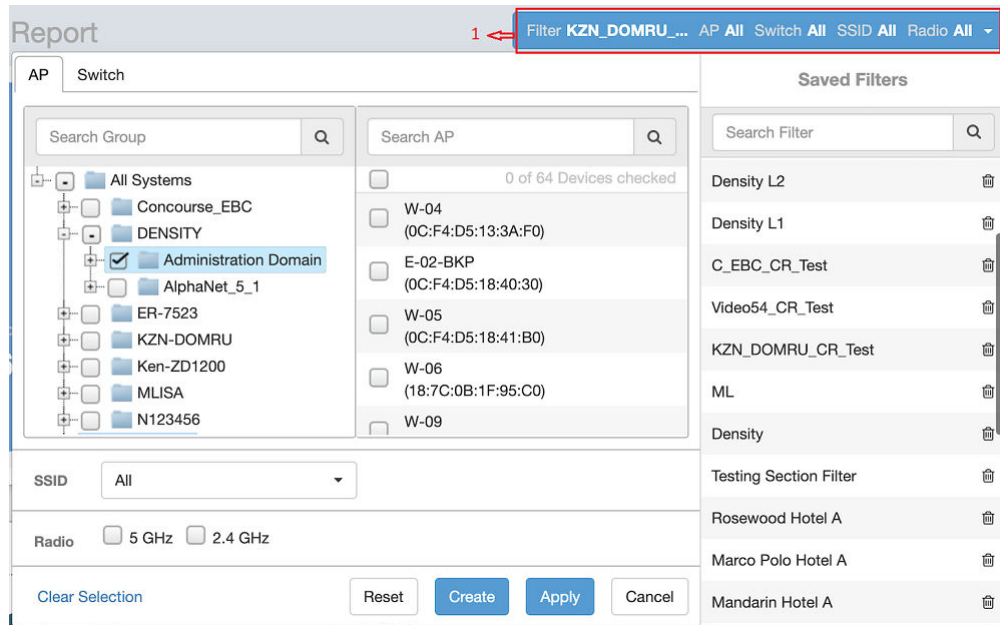 Report
1
Filter KZN_DOMRU_... AP All Switch All SSID All Radio All
AP Switch
Search Group
All Systems
Concourse_EBC
DENSITY
Administration Domain
AlphaNet_5_1
ER-7523
KZN-DOMRU
Ken-ZD1200
MLISA
N123456
Search AP
0 of 64 Devices checked
W-04
(0C:F4:D5:13:3A:F0)
E-02-BKP
(0C:F4:D5:18:40:30)
W-05
(0C:F4:D5:18:41:B0)
W-06
(18:7C:0B:1F:95:C0)
W-09
SSID All
Radio 5 GHz 2.4 GHz
Clear Selection Reset Create Apply Cancel
Saved Filters
Search Filter
Density L2
Density L1
C_EBC_CR_Test
Video54_CR_Test
KZN_DOMRU_CR_Test
ML
Density
Testing Section Filter
Rosewood Hotel A
Marco Polo Hotel A
Mandarin Hotel A